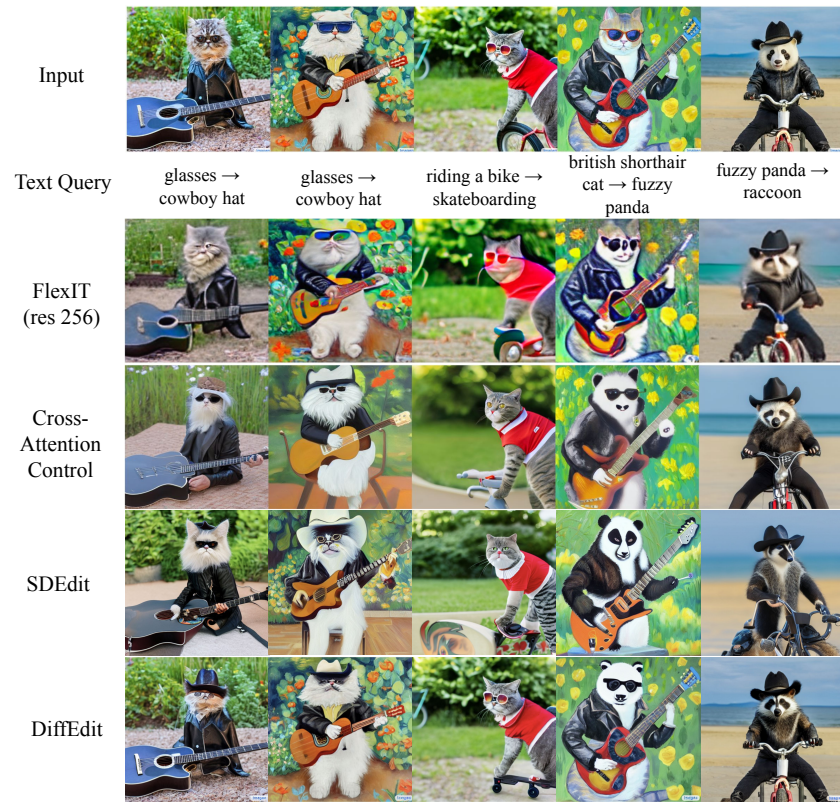 Input
Text Query
glasses →
cowboy hat
glasses →
cowboy hat
riding a bike →
skateboarding
british shorthair
cat → fuzzy
panda
fuzzy panda →
raccoon
FlexIT
(res 256)
Cross-
Attention
Control
SDEdit
DiffEdit